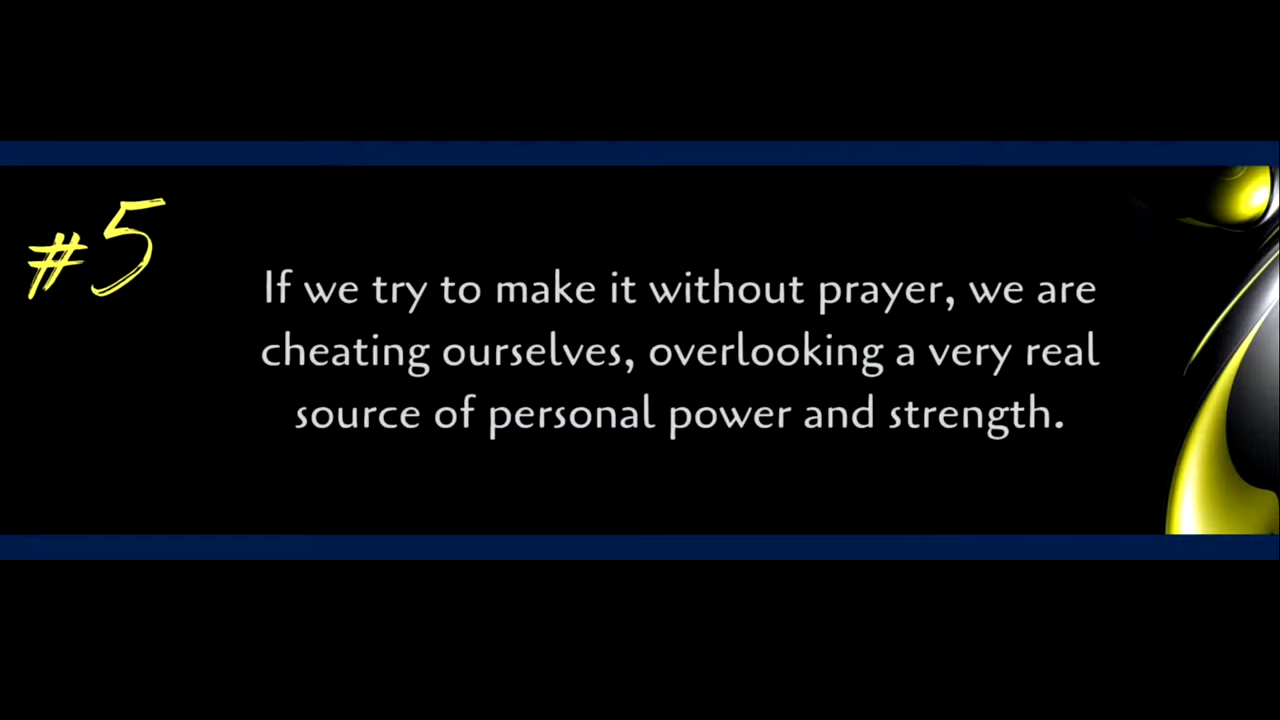 #5
If we try to make it without prayer, we are
cheating ourselves, overlooking a very real
source of personal power and strength.